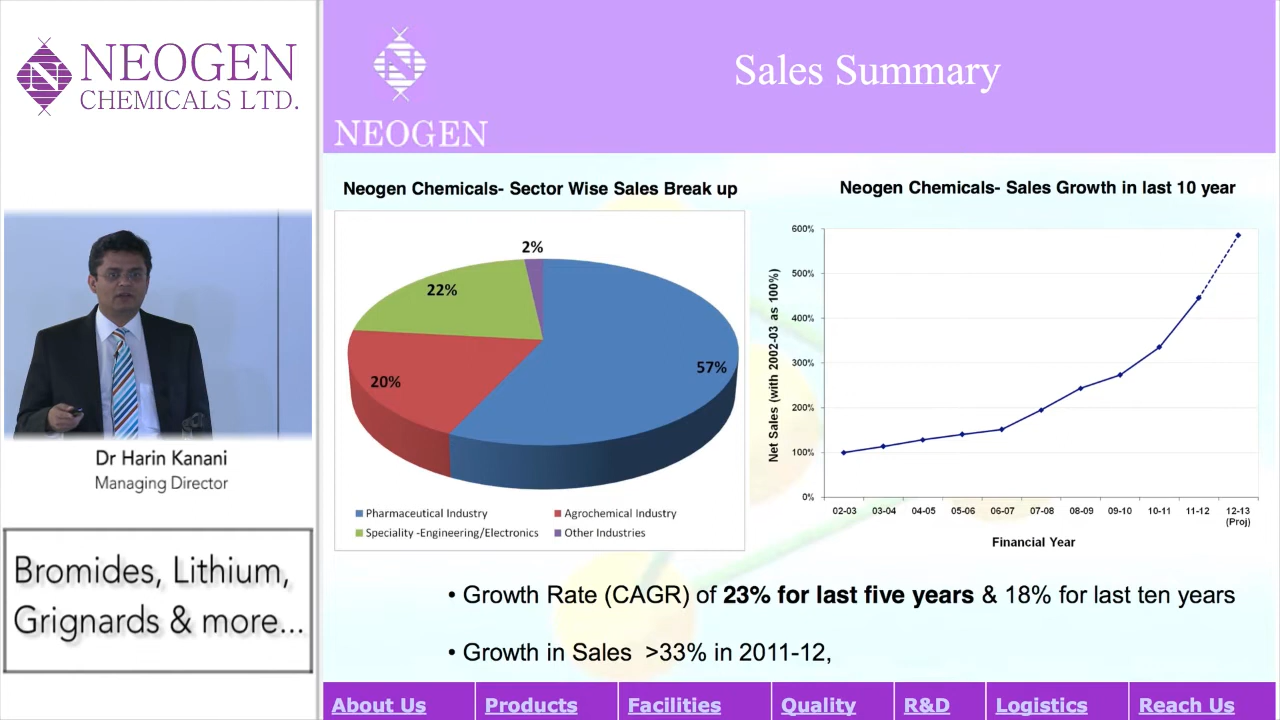 NEOGEN
CHEMICALS LTD.
Dr Harin Kanani
Managing Director
Bromides, Lithium,
Grignards & more...
NEOGEN
Sales Summary
Neogen Chemicals- Sector Wise Sales Break up
2%
22%
57%
20%
Pharmaceutical Industry
Agrochemical Industry
Speciality -Engineering/Electronics
Other Industries
Neogen Chemicals- Sales Growth in last 10 year
Net Sales (with 2002-03 as 100%)
600%
500%
400%
300%
200%
100%
0%
02-03 03-04 04-05 05-06 06-07 07-08 08-09 09-10 10-11 11-12 12-13
(Proj)
Financial Year
• Growth Rate (CAGR) of 23% for last five years & 18% for last ten years
• Growth in Sales >33% in 2011-12,
About Us Products Facilities Quality R&D Logistics Reach Us